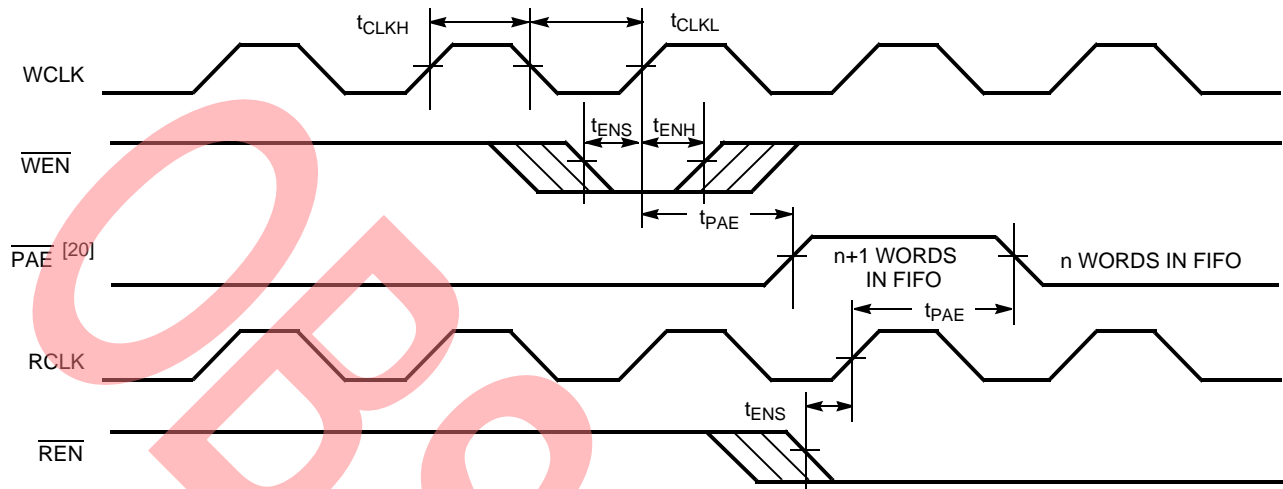 tCLKH
tCLKL
WCLK
tENS
tENH
WEN
tPAE
PAE [20]
n+1 WORDS
IN FIFO
n WORDS IN FIFO
tPAE
RCLK
tENS
REN
OBc